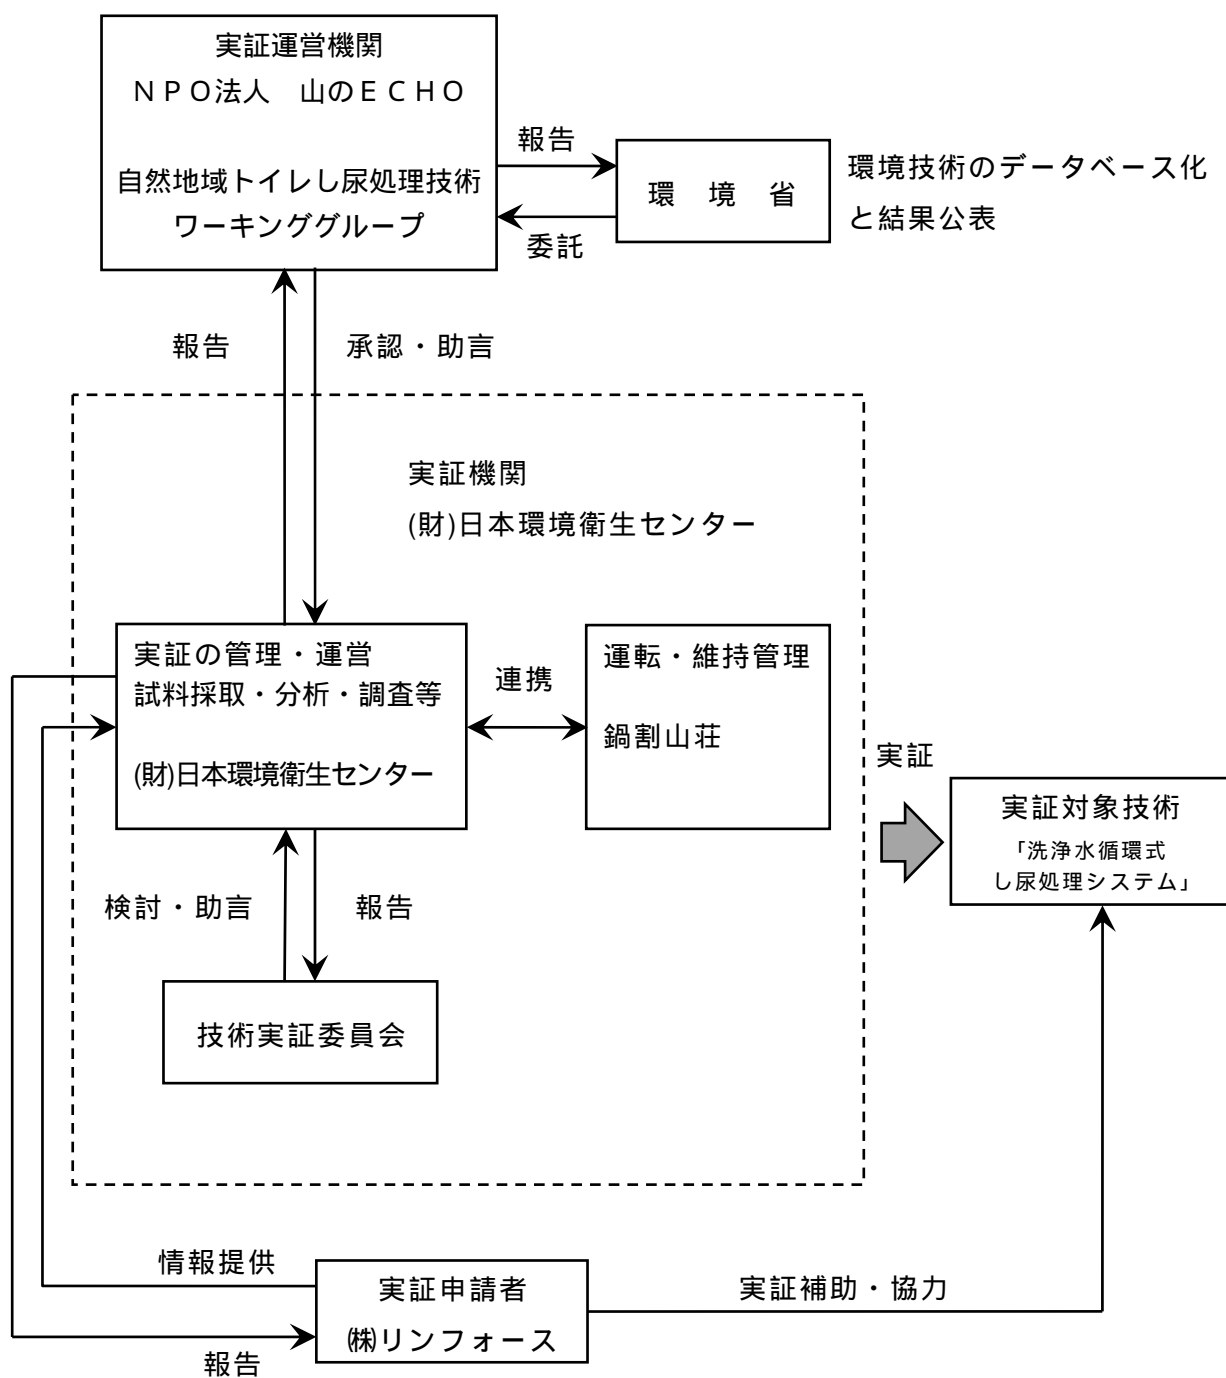 実証運営機関
ＮＰＯ法人　山のＥＣＨＯ
自然地域トイレし尿処理技術
ワーキンググループ
報告
委託
環　境　省
環境技術のデータベース化
と結果公表
報告
承認・助言
実証機関
(財)日本環境衛生センター
実証の管理・運営
試料採取・分析・調査等
(財)日本環境衛生センター
連携
運転・維持管理
鍋割山荘
実証
実証対象技術
「洗浄水循環式
し尿処理システム」
検討・助言
報告
技術実証委員会
情報提供
実証申請者
㈱リンフォース
実証補助・協力
報告